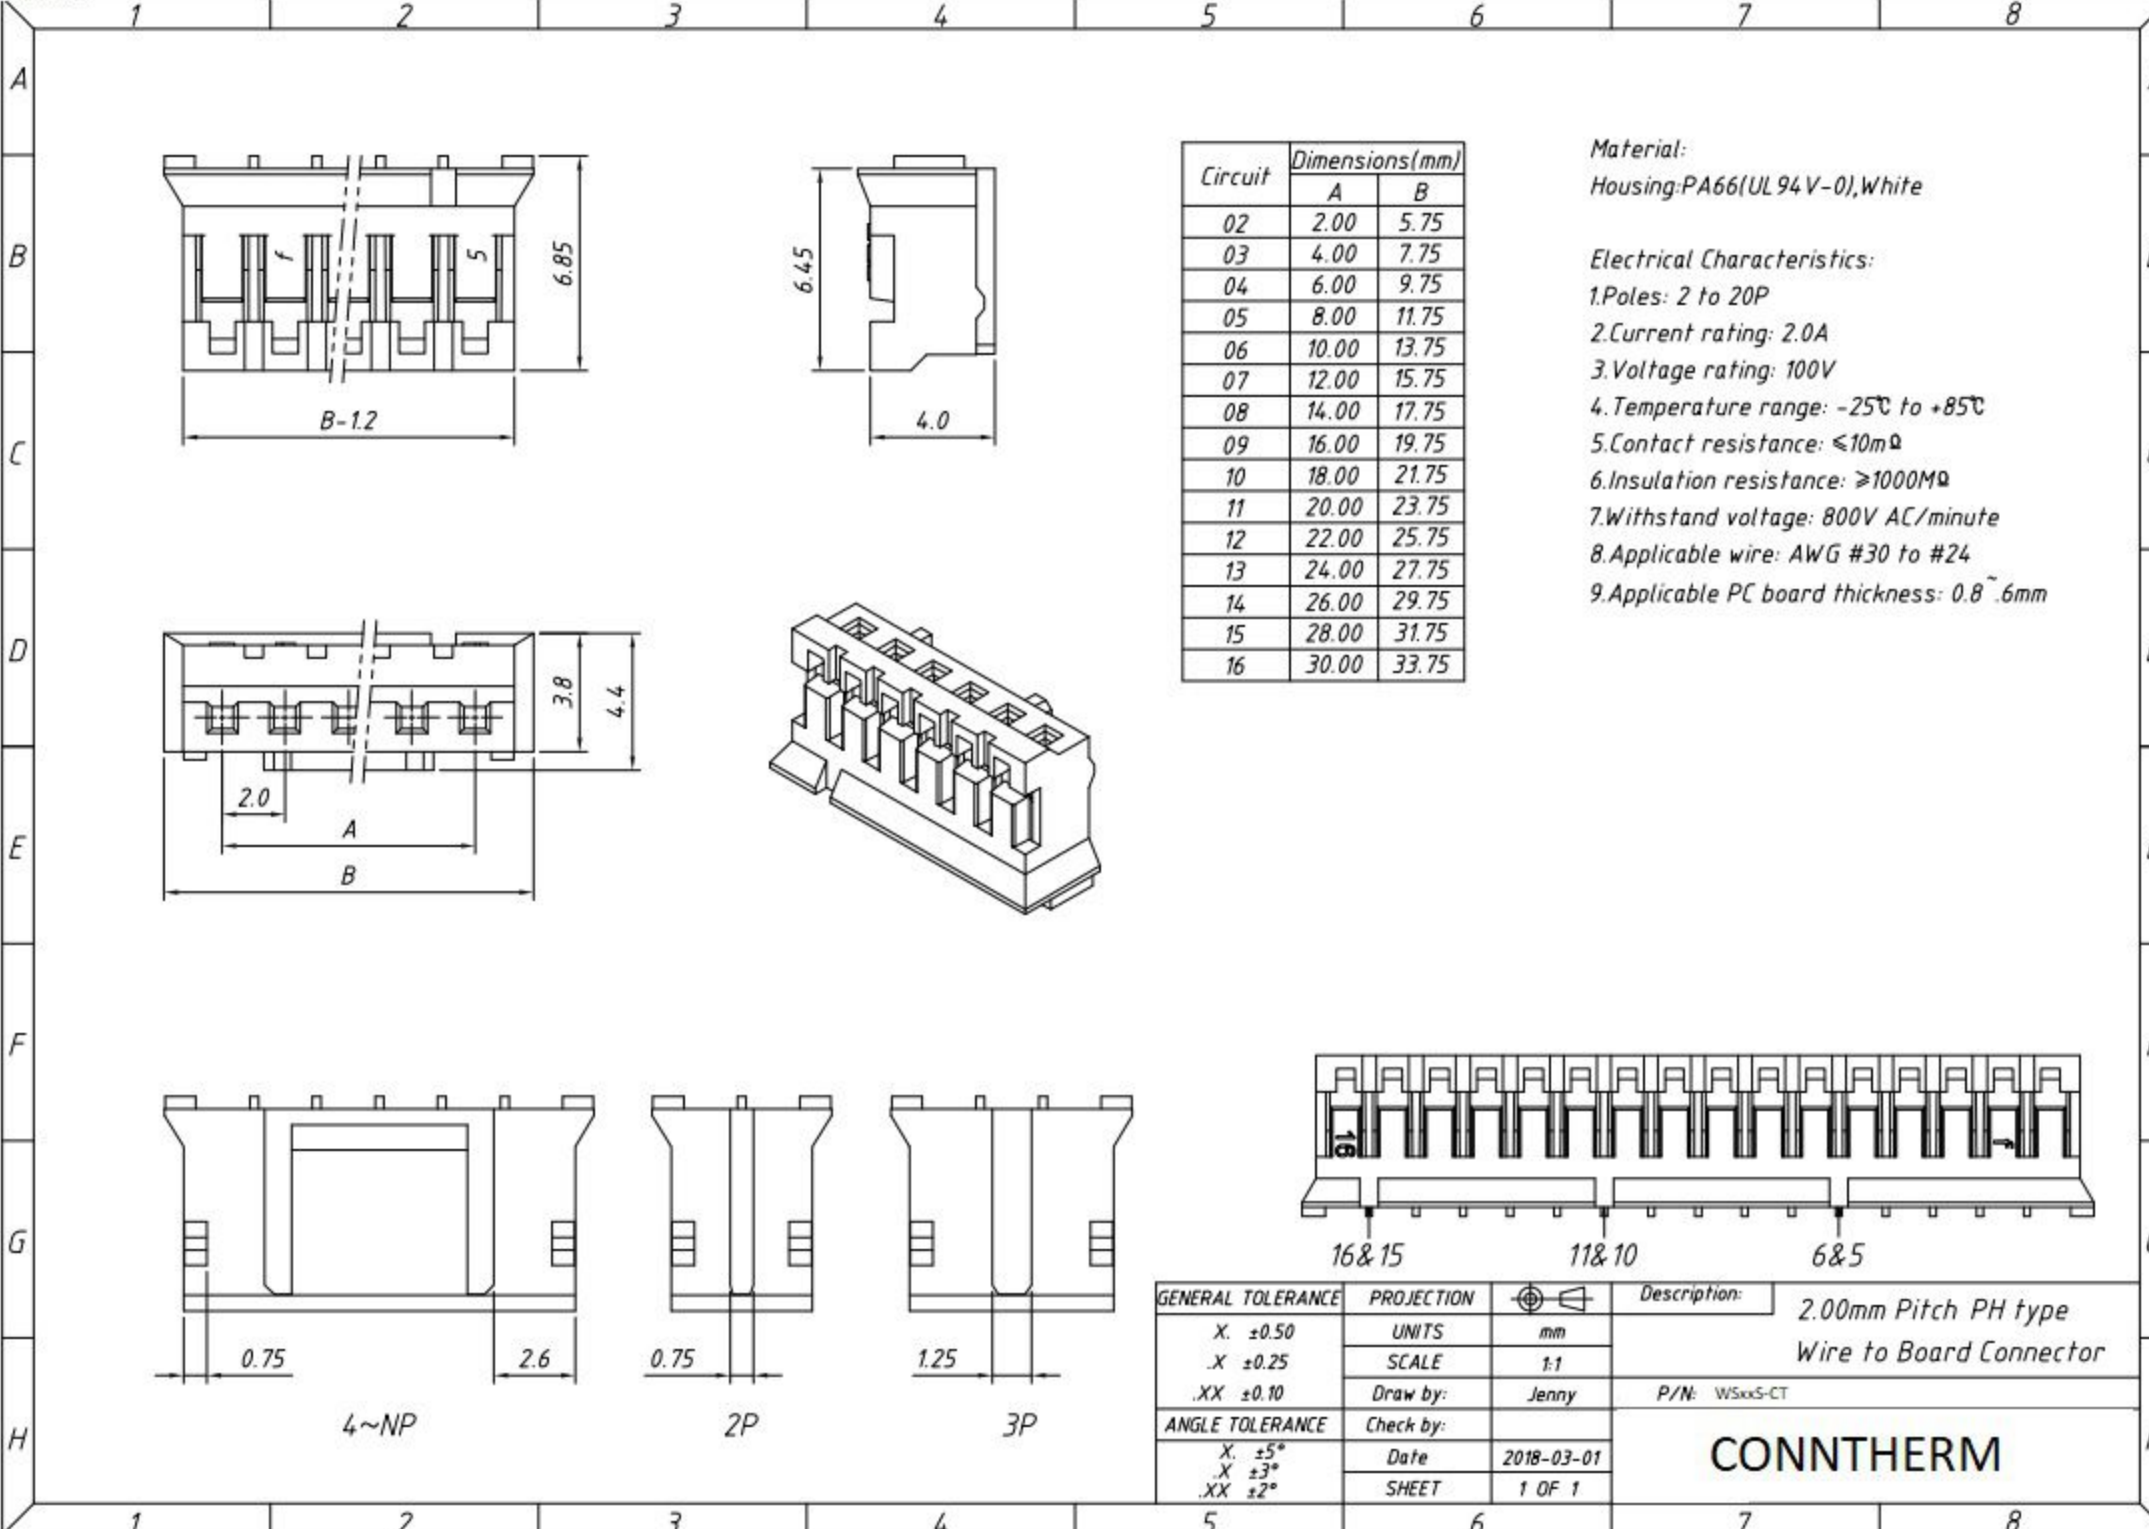 1 2 3 4 5 6 7 8
A
B
C
D
E
F
G
H
6.85
B-1.2
6.45
4.0
5
Circuit Dimensions(mm)
A B
02 2.00 5.75
03 4.00 7.75
04 6.00 9.75
05 8.00 11.75
06 10.00 13.75
07 12.00 15.75
08 14.00 17.75
09 16.00 19.75
10 18.00 21.75
11 20.00 23.75
12 22.00 25.75
13 24.00 27.75
14 26.00 29.75
15 28.00 31.75
16 30.00 33.75
Material:
Housing:PA66(UL94V-0),White
Electrical Characteristics:
1.Poles: 2 to 20P
2.Current rating: 2.0A
3.Voltage rating: 100V
4.Temperature range: -25℃ to +85℃
5.Contact resistance: ≤10mΩ
6.Insulation resistance: ≥1000MΩ
7.Withstand voltage: 800V AC/minute
8.Applicable wire: AWG #30 to #24
9.Applicable PC board thickness: 0.8~.6mm
3.8
4.4
2.0
A
B
0.75 2.6
4~NP
0.75
2P
1.25
3P
16
1
16&15 11&10 6&5
GENERAL TOLERANCE
X. ±0.50
.X ±0.25
.XX ±0.10
ANGLE TOLERANCE
X. ±5°
.X ±3°
.XX ±2°
PROJECTION
UNITS mm
SCALE 1:1
Draw by: Jenny
Check by:
Date 2018-03-01
SHEET 1 OF 1
Description: 2.00mm Pitch PH type
Wire to Board Connector
P/N: WSxxS-CT
CONNTHERM
1 2 3 4 5 6 7 8